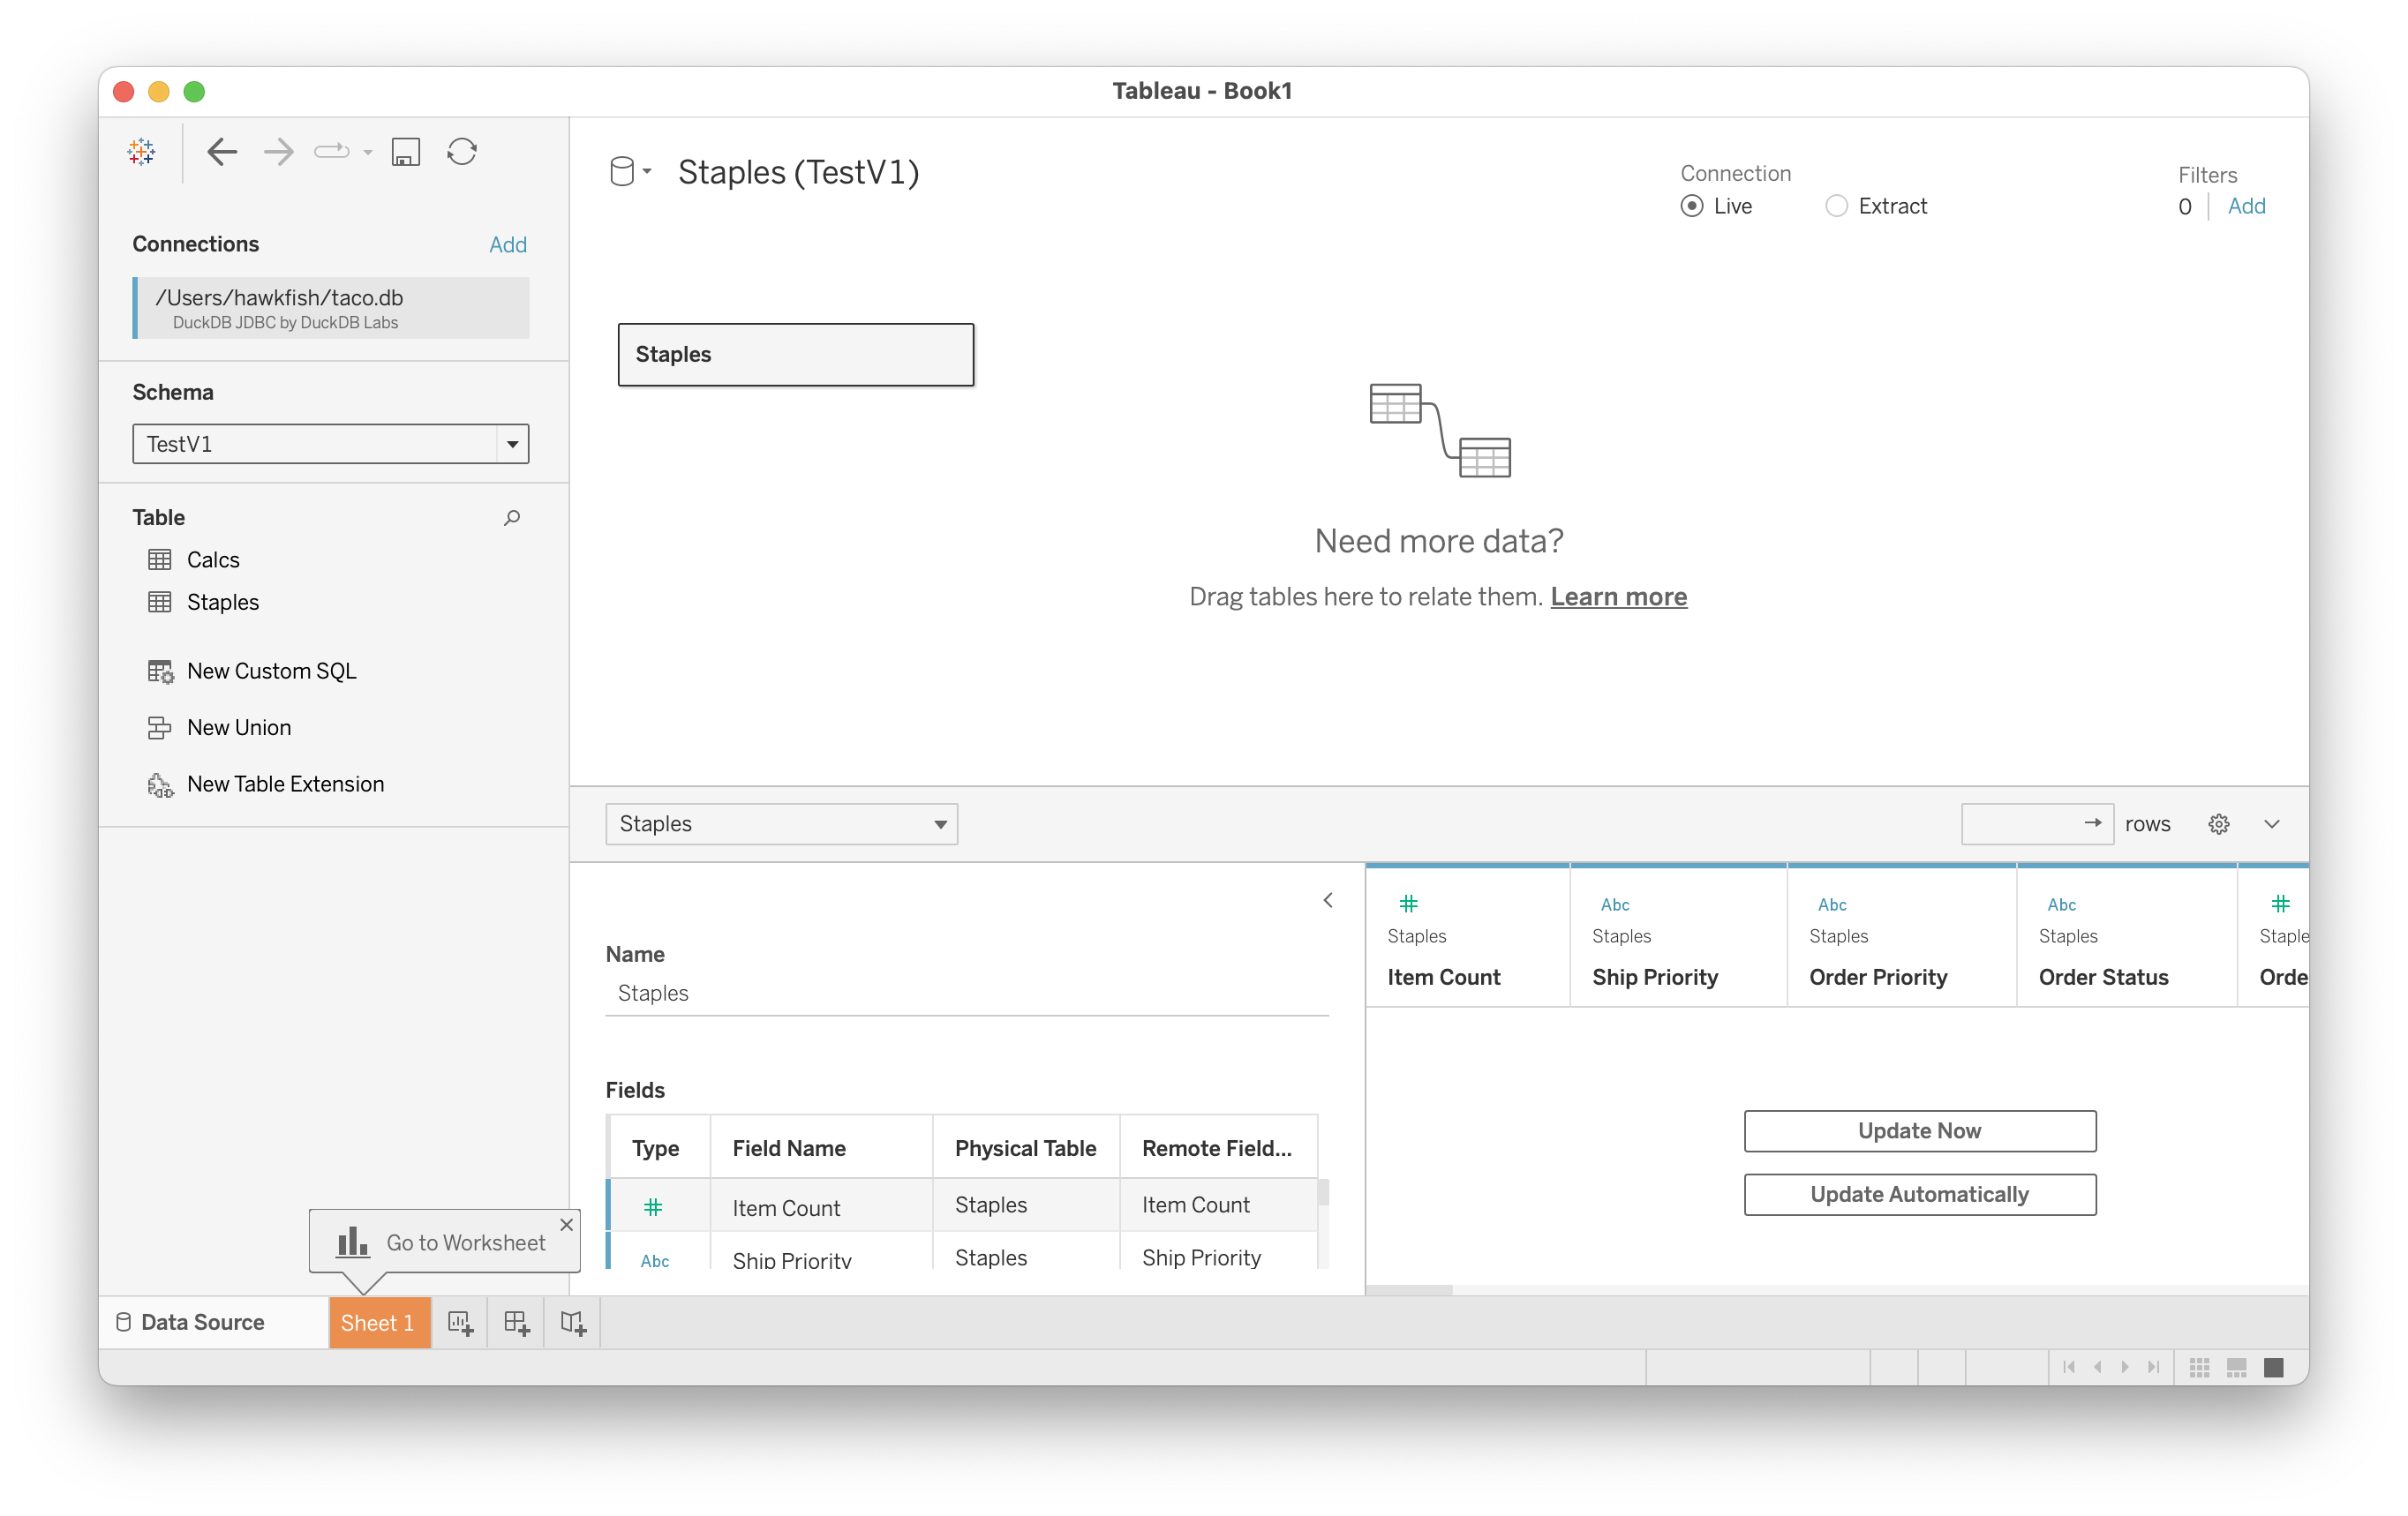 Tableau - Book1
Staples (TestV1)
Connection
Live
Extract
Filters
0
Add
Connections
Add
/Users/hawkfish/taco.db
DuckDB JDBC by DuckDB Labs
Schema
TestV1
Table
Calcs
Staples
New Custom SQL
New Union
New Table Extension
Staples
Need more data?
Drag tables here to relate them. Learn more
Staples
rows
Name
Staples
Fields
Type Field Name Physical Table Remote Field...
# Item Count Staples Item Count
Abc Ship Priority Staples Ship Priority
# Abc Abc Abc #
Staples Staples Staples Staples Staple
Item Count Ship Priority Order Priority Order Status Orde
Update Now
Update Automatically
Go to Worksheet
Data Source
Sheet 1